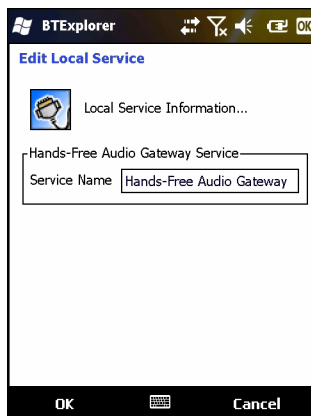 BTExplorer
OK
Edit Local Service
Local Service Information...
Hands-Free Audio Gateway Service
Service Name Hands-Free Audio Gateway
OK Cancel